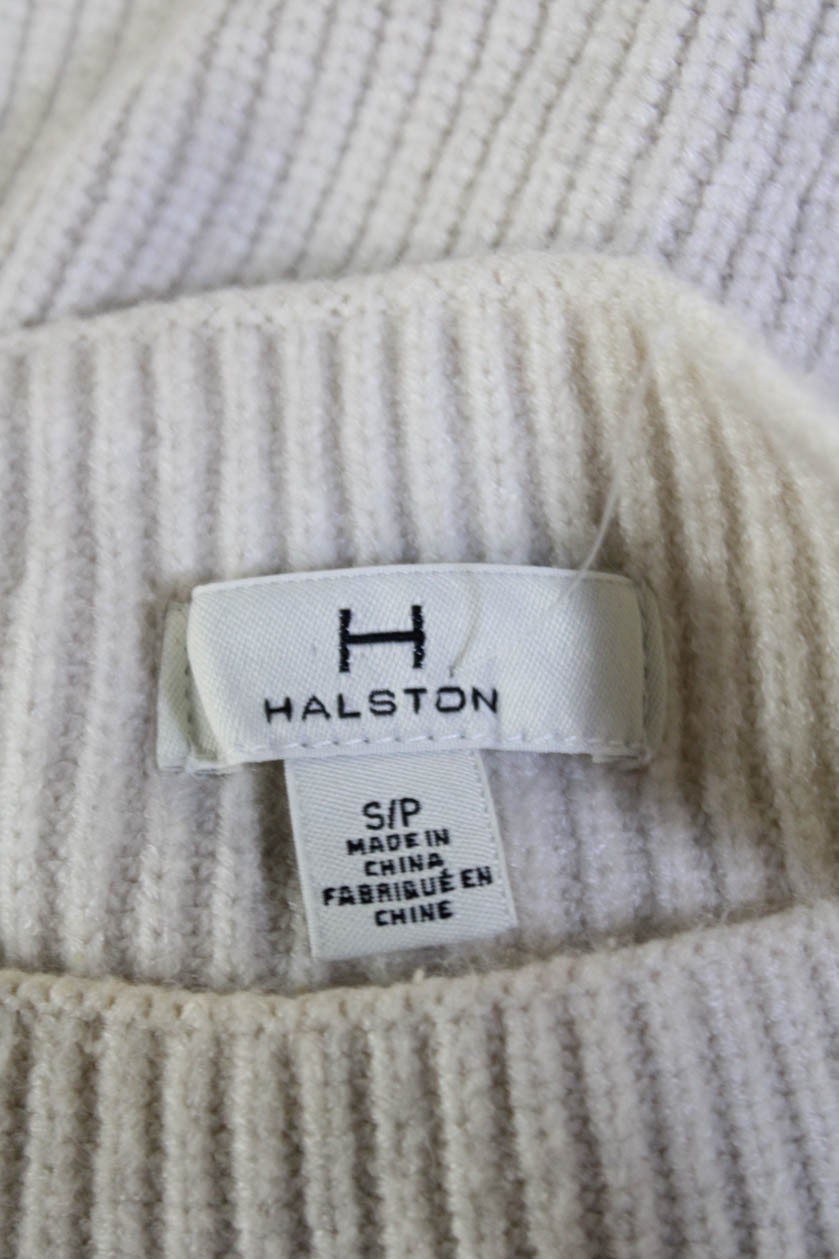 H
HALSTON
S/P
MADE IN
CHINA
FABRIQUÉ EN
CHINE